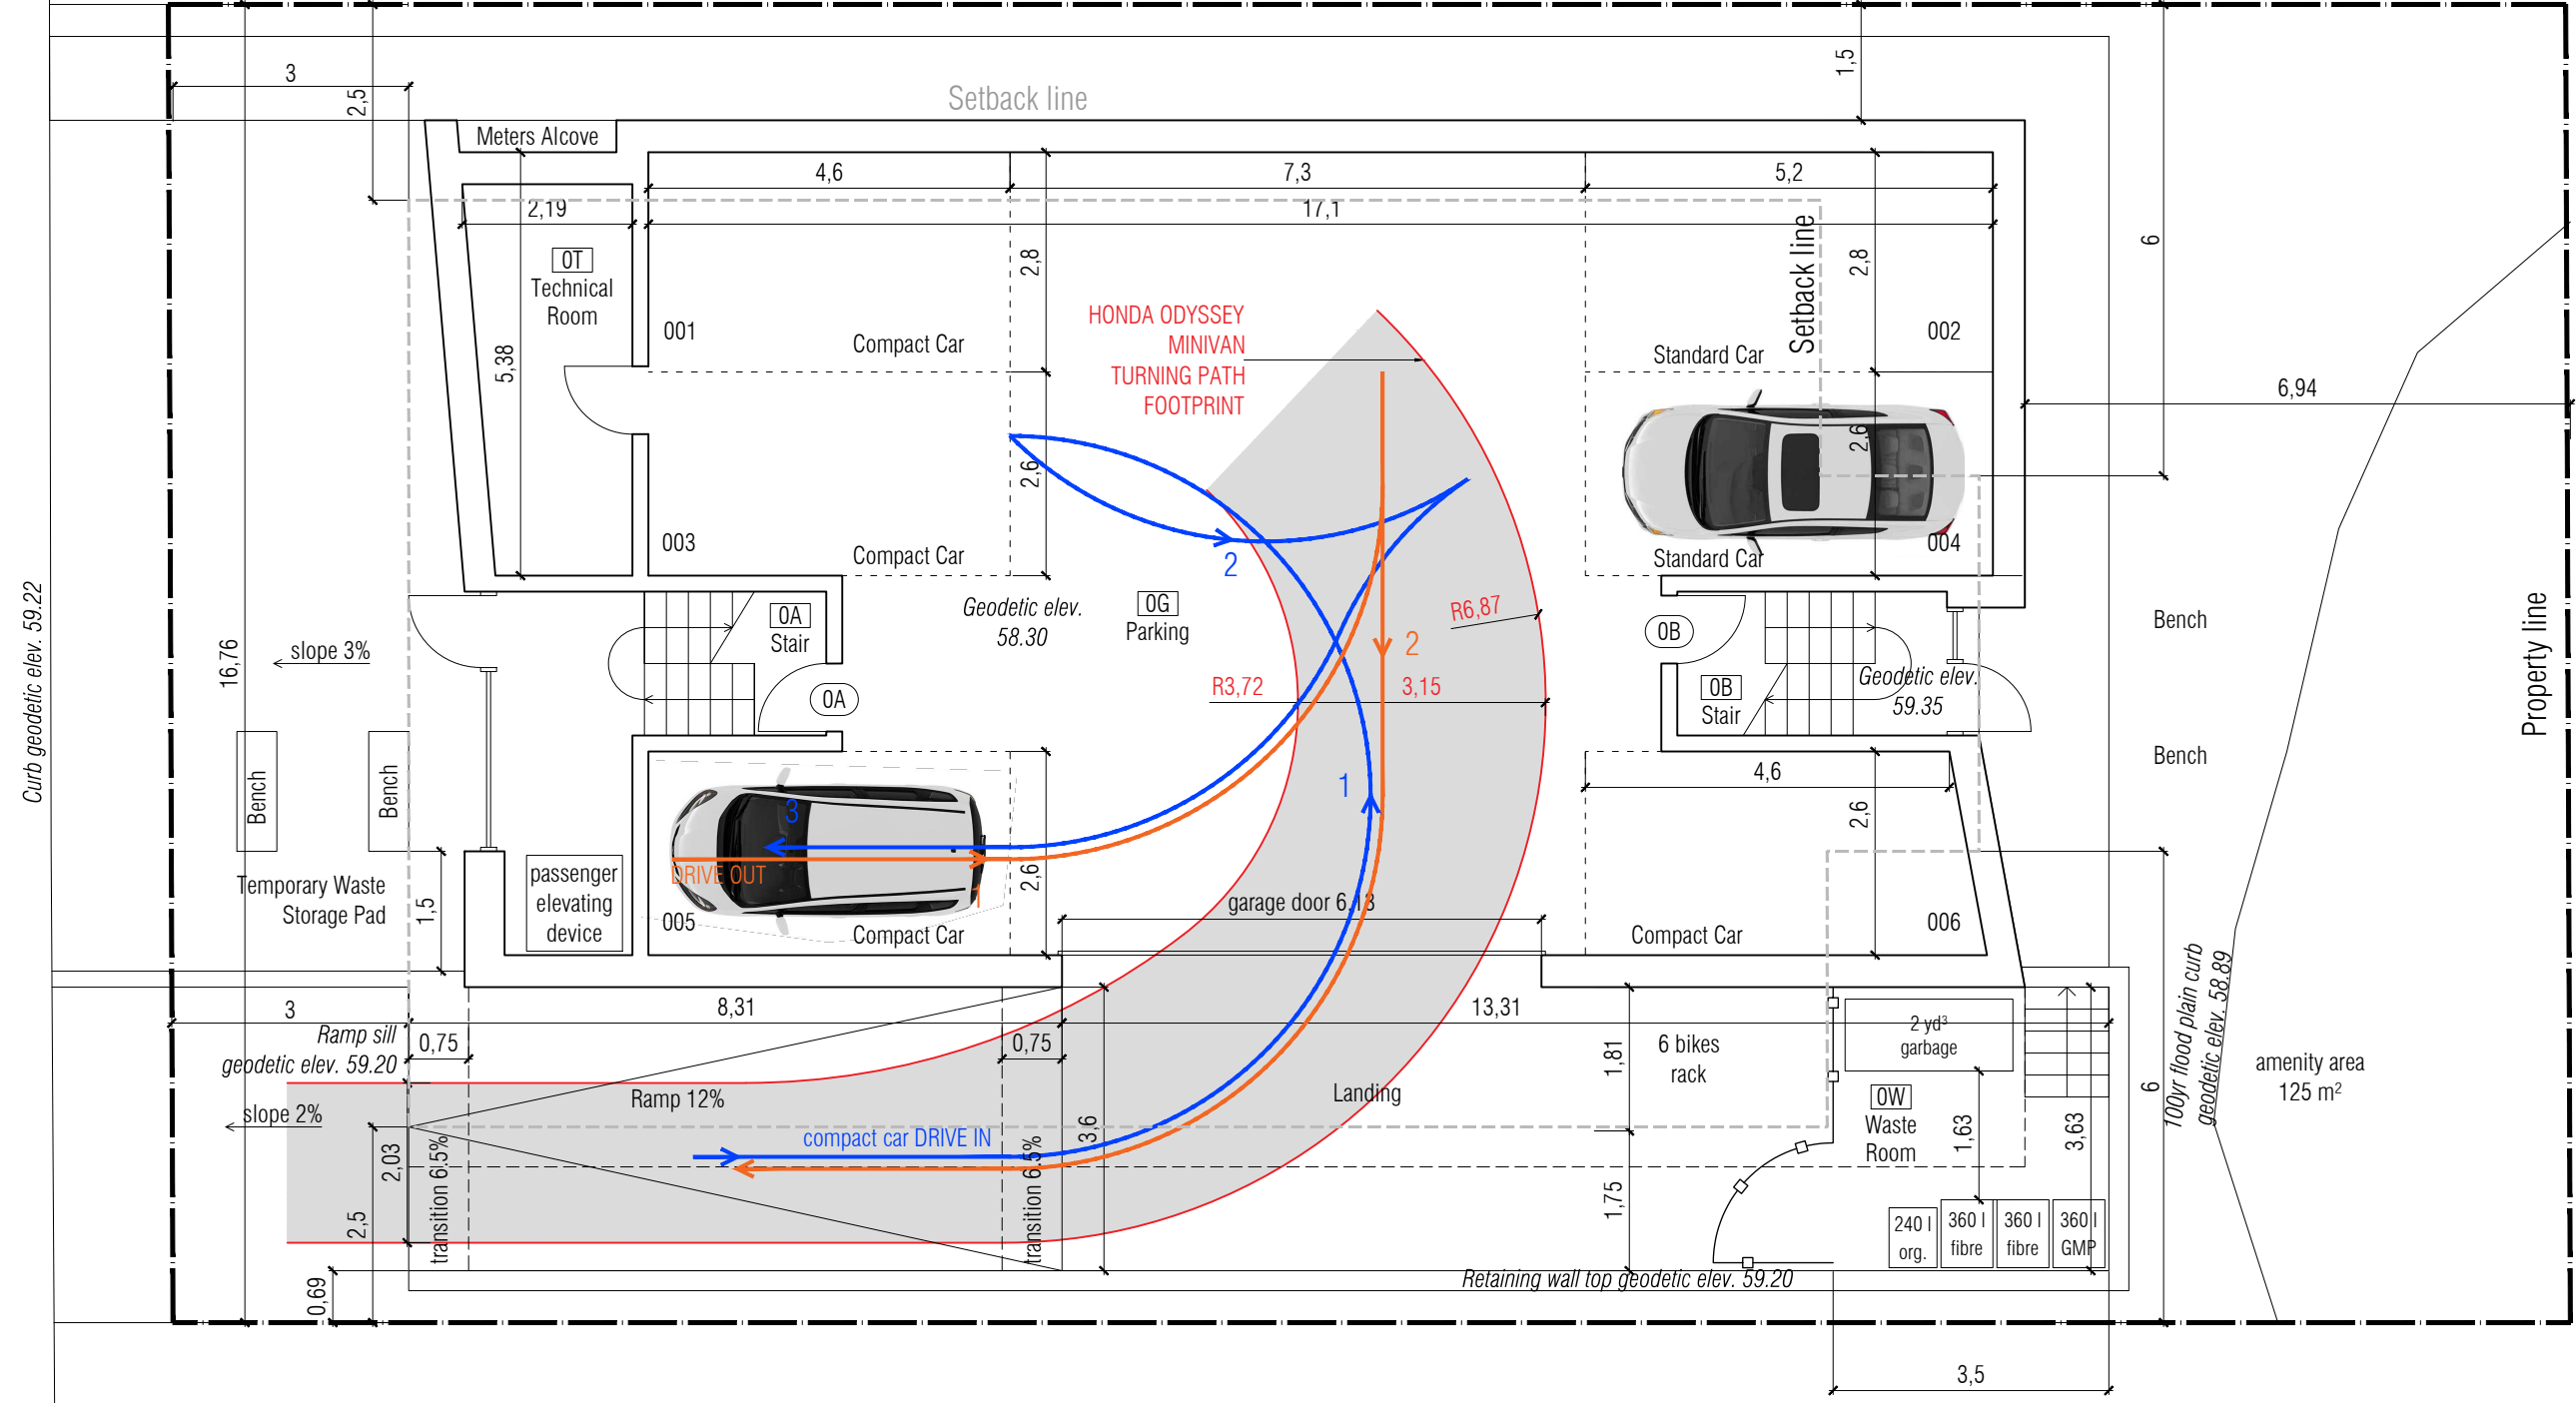 3
2,5
Setback line
1,5
Meters Alcove
4,6
7,3
5,2
2,19
17,1
0T
Technical
Room
5,38
001
Compact Car
2,8
HONDA ODYSSEY
MINIVAN
TURNING PATH
FOOTPRINT
Setback line
2,8
002
Standard Car
6
6,94
003
Compact Car
2,6
2
2,6
004
Standard Car
Curb geodetic elev. 59.22
16,76
slope 3%
0A
Stair
0A
Geodetic elev.
58.30
0G
Parking
R6,87
2
R3,72
3,15
0B
0B
Stair
Geodetic elev.
59.35
Bench
Bench
Property line
Bench
Bench
3
1
4,6
2,6
DRIVE OUT
1
005
Compact Car
2,6
garage door 6,13
Compact Car
006
passenger
elevating
device
Temporary Waste
Storage Pad
1,5
3
8,31
13,31
Ramp sill
geodetic elev. 59.20
0,75
0,75
Ramp 12%
slope 2%
compact car DRIVE IN
transition 6.5%
transition 6.5%
2,03
2,5
0,69
3,6
Landing
1,81
1,75
6 bikes
rack
2 yd³
garbage
0W
Waste
Room
1,63
3,63
6
100yr flood plain curb
geodetic elev. 58.89
amenity area
125 m²
240 l
org.
360 l
fibre
360 l
fibre
360 l
GMP
Retaining wall top geodetic elev. 59.20
3,5